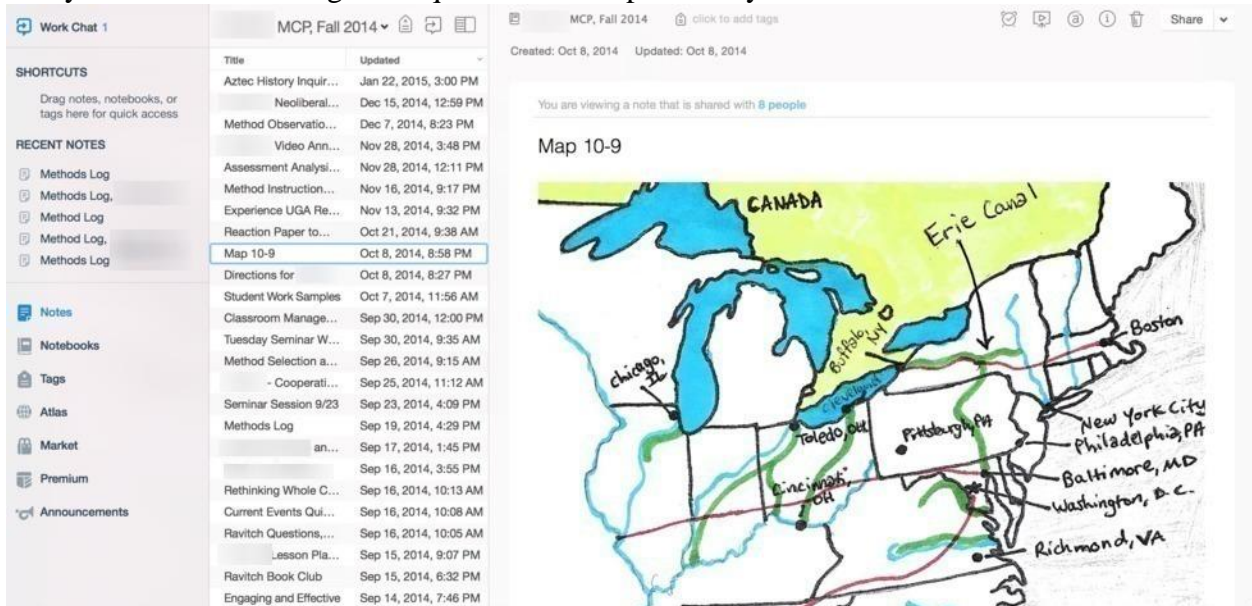 Work Chat 1
SHORTCUTS
Drag notes, notebooks, or
tags here for quick access
RECENT NOTES
Methods Log
Methods Log,
Method Log
Method Log,
Methods Log
Notes
Notebooks
Tags
Atlas
Market
Premium
Announcements
MCP, Fall 2014
Title Updated
Aztec History Inquir... Jan 22, 2015, 3:00 PM
Neoliberal... Dec 15, 2014, 12:59 PM
Method Observatio... Dec 7, 2014, 8:23 PM
Video Ann... Nov 28, 2014, 3:48 PM
Assessment Analysi... Nov 28, 2014, 12:11 PM
Method Instruction... Nov 16, 2014, 9:17 PM
Experience UGA Re... Nov 13, 2014, 9:32 PM
Reaction Paper to... Oct 21, 2014, 9:38 AM
Map 10-9 Oct 8, 2014, 8:58 PM
Directions for Oct 8, 2014, 8:27 PM
Student Work Samples Oct 7, 2014, 11:56 AM
Classroom Manage... Sep 30, 2014, 12:00 PM
Tuesday Seminar W... Sep 30, 2014, 9:35 AM
Method Selection a... Sep 26, 2014, 9:15 AM
- Cooperati... Sep 25, 2014, 11:12 AM
Seminar Session 9/23 Sep 23, 2014, 4:09 PM
Methods Log Sep 19, 2014, 4:29 PM
an... Sep 17, 2014, 1:45 PM
Sep 16, 2014, 3:55 PM
Rethinking Whole C... Sep 16, 2014, 10:13 AM
Current Events Qui... Sep 16, 2014, 10:08 AM
Ravitch Questions,... Sep 16, 2014, 10:05 AM
Lesson Pla... Sep 15, 2014, 9:07 PM
Ravitch Book Club Sep 15, 2014, 6:32 PM
Engaging and Effective Sep 14, 2014, 7:46 PM
MCP, Fall 2014 click to add tags
Share
Created: Oct 8, 2014 Updated: Oct 8, 2014
You are viewing a note that is shared with 8 people
Map 10-9
CANADA
Erie Canal
Buffalo,
NY
Boston
Chicago,
IL
Cleveland
Toledo, OH
Pittsburgh, PA
New York City
Philadelphia, PA
Cincinnati,
OH
Baltimore, MD
Washington, D.C.
Richmond, VA